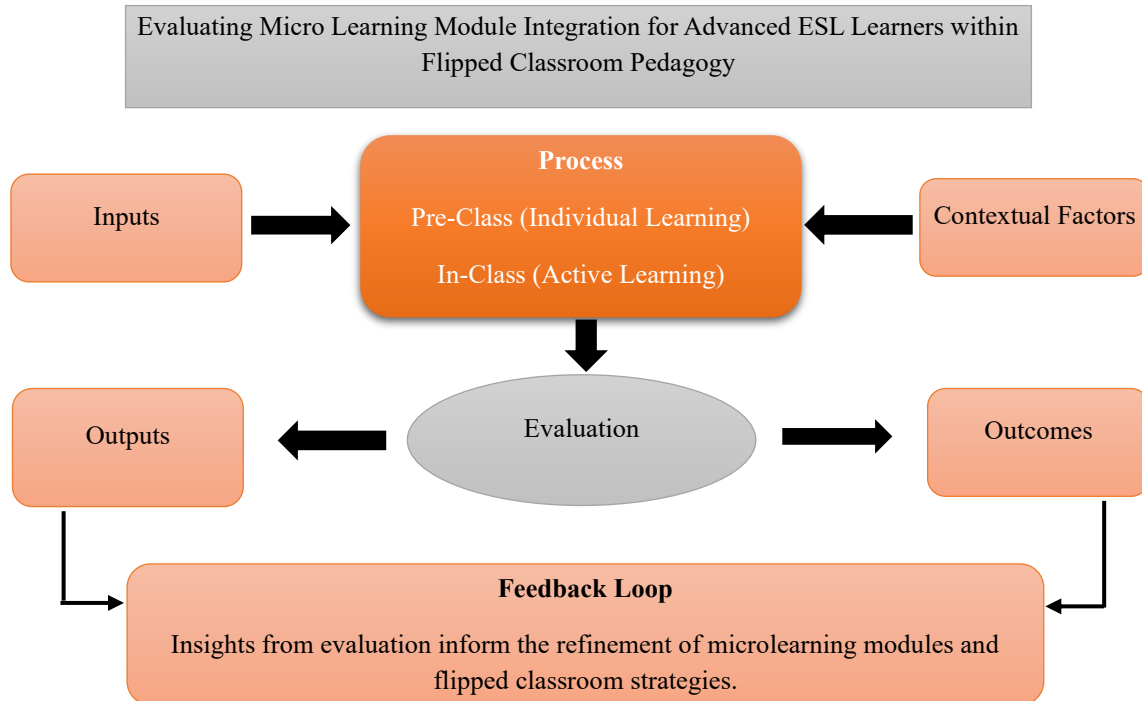 Evaluating Micro Learning Module Integration for Advanced ESL Learners within
Flipped Classroom Pedagogy
Process
Inputs
Pre-Class (Individual Learning)
In-Class (Active Learning)
Contextual Factors
Outputs
Evaluation
Outcomes
Feedback Loop
Insights from evaluation inform the refinement of microlearning modules and
flipped classroom strategies.